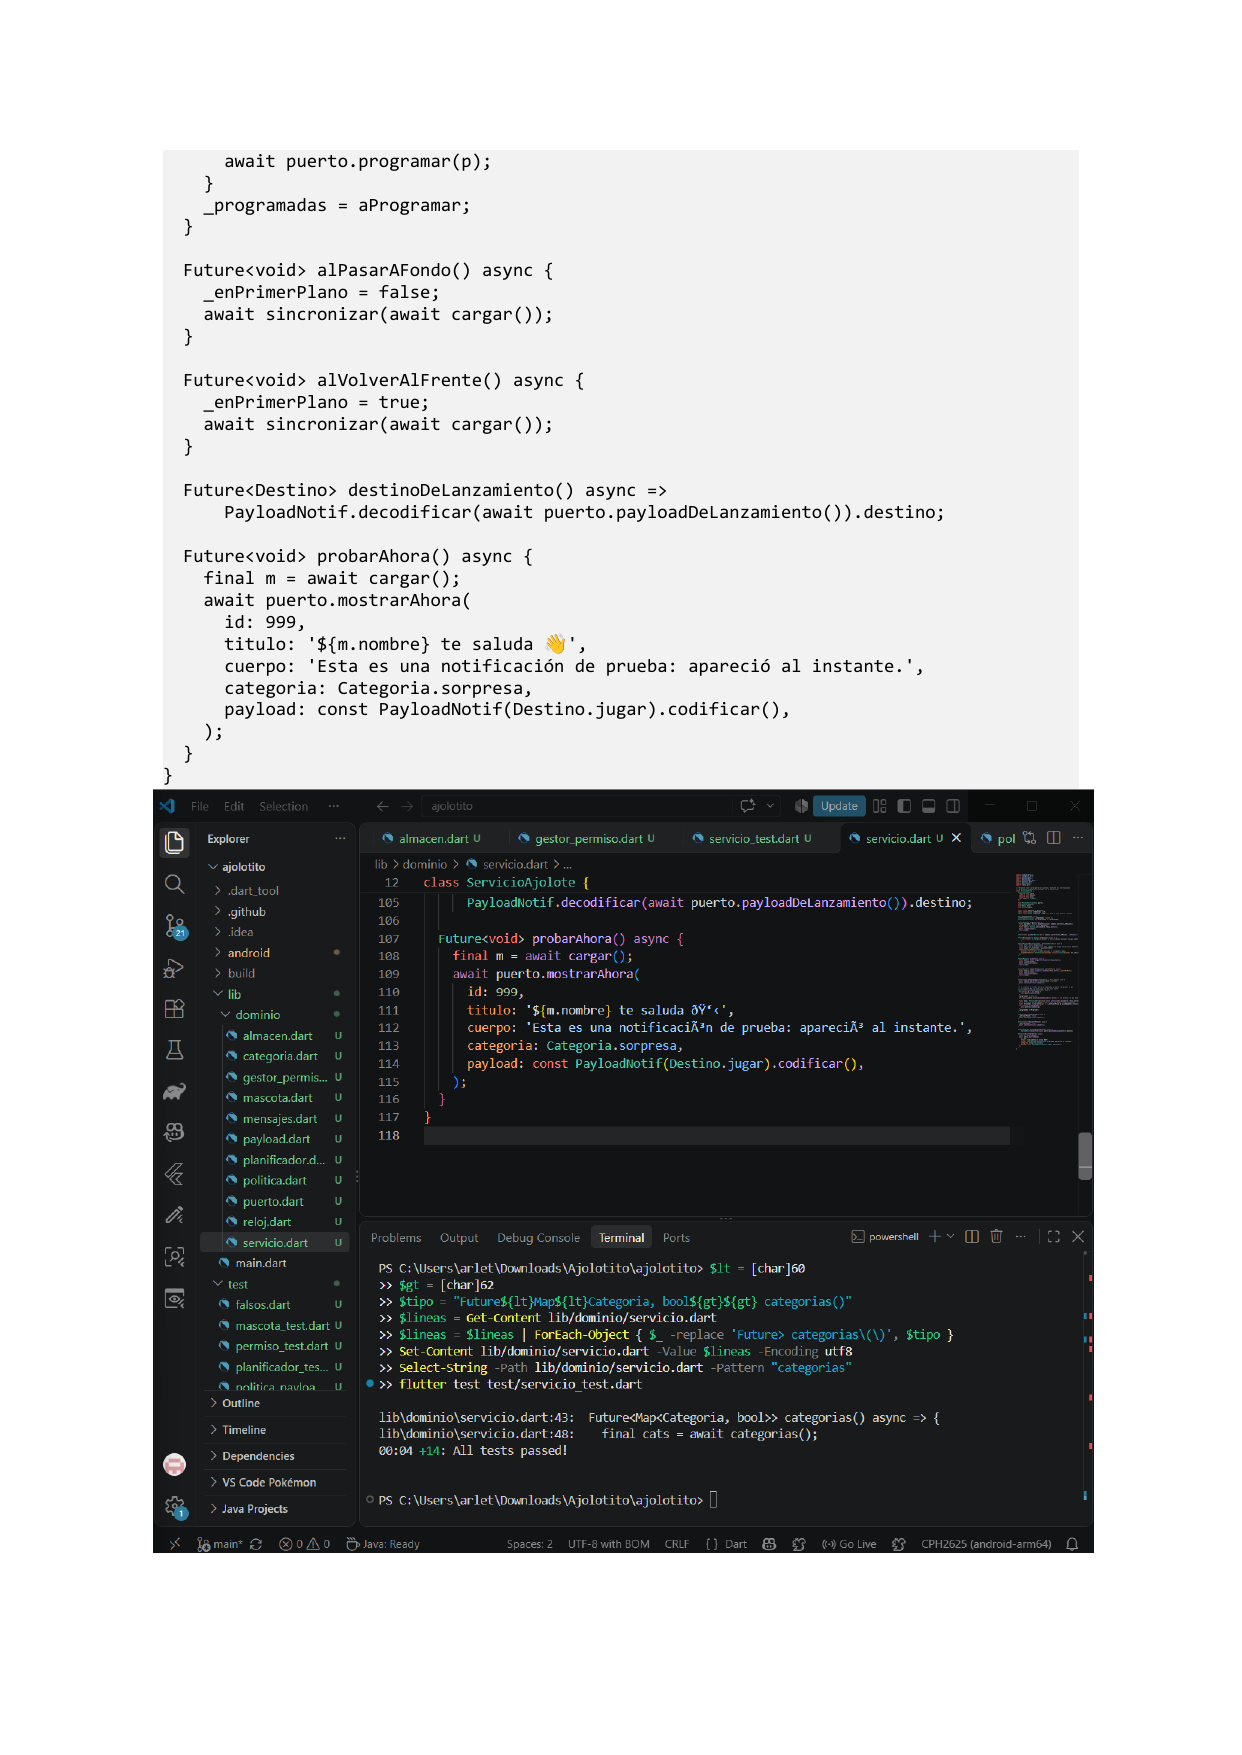 await puerto.programar(p);
}
_programadas = aProgramar;
}
Future<void> alPasarAFondo() async {
_enPrimerPlano = false;
await sincronizar(await cargar());
}
Future<void> alVolverAlFrente() async {
_enPrimerPlano = true;
await sincronizar(await cargar());
}
Future<Destino> destinoDeLanzamiento() async =>
PayloadNotif.decodificar(await puerto.payloadDeLanzamiento()).destino;
Future<void> probarAhora() async {
final m = await cargar();
await puerto.mostrarAhora(
id: 999,
titulo: '${m.nombre} te saluda 👋',
cuerpo: 'Esta es una notificación de prueba: apareció al instante.',
categoria: Categoria.sorpresa,
payload: const PayloadNotif(Destino.jugar).codificar(),
);
}
}
File Edit Selection ··· ajolotito Update
Explorer ···
ajolotito
.dart_tool
.github
.idea
android
build
lib
dominio
almacen.dart U
categoria.dart U
gestor_permis... U
mascota.dart U
mensajes.dart U
payload.dart U
planificador.d... U
politica.dart U
puerto.dart U
reloj.dart U
servicio.dart U
main.dart
test
falsos.dart U
mascota_test.dart U
permiso_test.dart U
planificador_tes... U
politica_payloa... U
Outline
Timeline
Dependencies
VS Code Pokémon
Java Projects
21
1
almacen.dart U gestor_permiso.dart U servicio_test.dart U servicio.dart U pol ···
lib > dominio > servicio.dart > ...
12 class ServicioAjolote {
105 PayloadNotif.decodificar(await puerto.payloadDeLanzamiento()).destino;
106
107 Future<void> probarAhora() async {
108 final m = await cargar();
109 await puerto.mostrarAhora(
110 id: 999,
111 titulo: '${m.nombre} te saluda ðŸ‘‹',
112 cuerpo: 'Esta es una notificaciÃ³n de prueba: apareciÃ³ al instante.',
113 categoria: Categoria.sorpresa,
114 payload: const PayloadNotif(Destino.jugar).codificar(),
115 );
116 }
117 }
118
Problems Output Debug Console Terminal Ports powershell ···
PS C:\Users\arlet\Downloads\Ajolotito\ajolotito> $lt = [char]60
>> $gt = [char]62
>> $tipo = "Future${lt}Map${lt}Categoria, bool${gt}${gt} categorias()"
>> $lineas = Get-Content lib/dominio/servicio.dart
>> $lineas = $lineas | ForEach-Object { $_ -replace 'Future> categorias\(\)', $tipo }
>> Set-Content lib/dominio/servicio.dart -Value $lineas -Encoding utf8
>> Select-String -Path lib/dominio/servicio.dart -Pattern "categorias"
>> flutter test test/servicio_test.dart
lib\dominio\servicio.dart:43: Future<Map<Categoria, bool>> categorias() async => {
lib\dominio\servicio.dart:48: final cats = await categorias();
00:04 +14: All tests passed!
PS C:\Users\arlet\Downloads\Ajolotito\ajolotito>
main* 0 0 Java: Ready Spaces: 2 UTF-8 with BOM CRLF { } Dart Go Live CPH2625 (android-arm64)